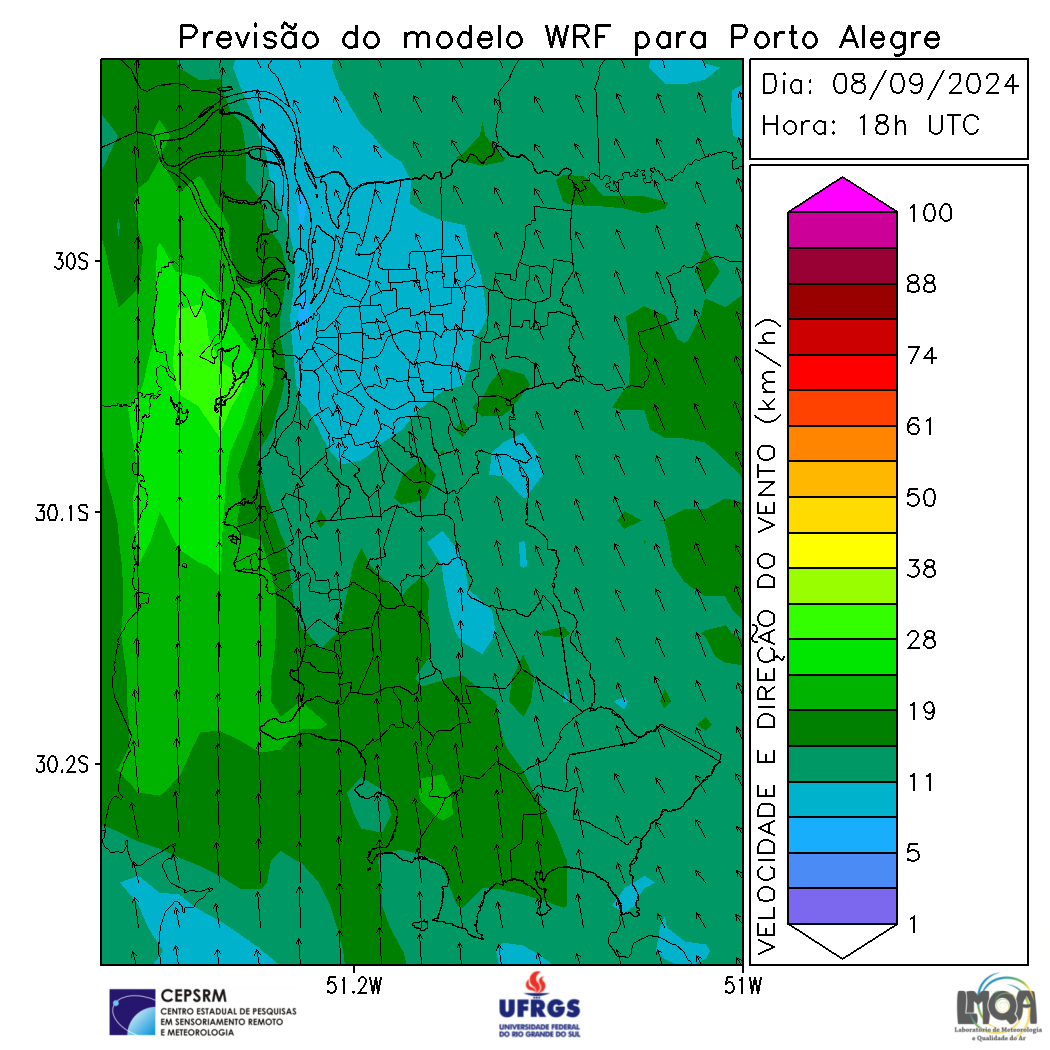 Previsão do modelo WRF para Porto Alegre
Dia: 08/09/2024
Hora: 18h UTC
30S
30.1S
30.2S
51.2W
51W
VELOCIDADE E DIREÇÃO DO VENTO (km/h)
100
88
74
61
50
38
28
19
11
5
1
CEPSRM
CENTRO ESTADUAL DE PESQUISAS
EM SENSORIAMENTO REMOTO
E METEOROLOGIA
UFRGS
UNIVERSIDADE FEDERAL
DO RIO GRANDE DO SUL
LMQA
Laboratório de Meteorologia
e Qualidade do Ar